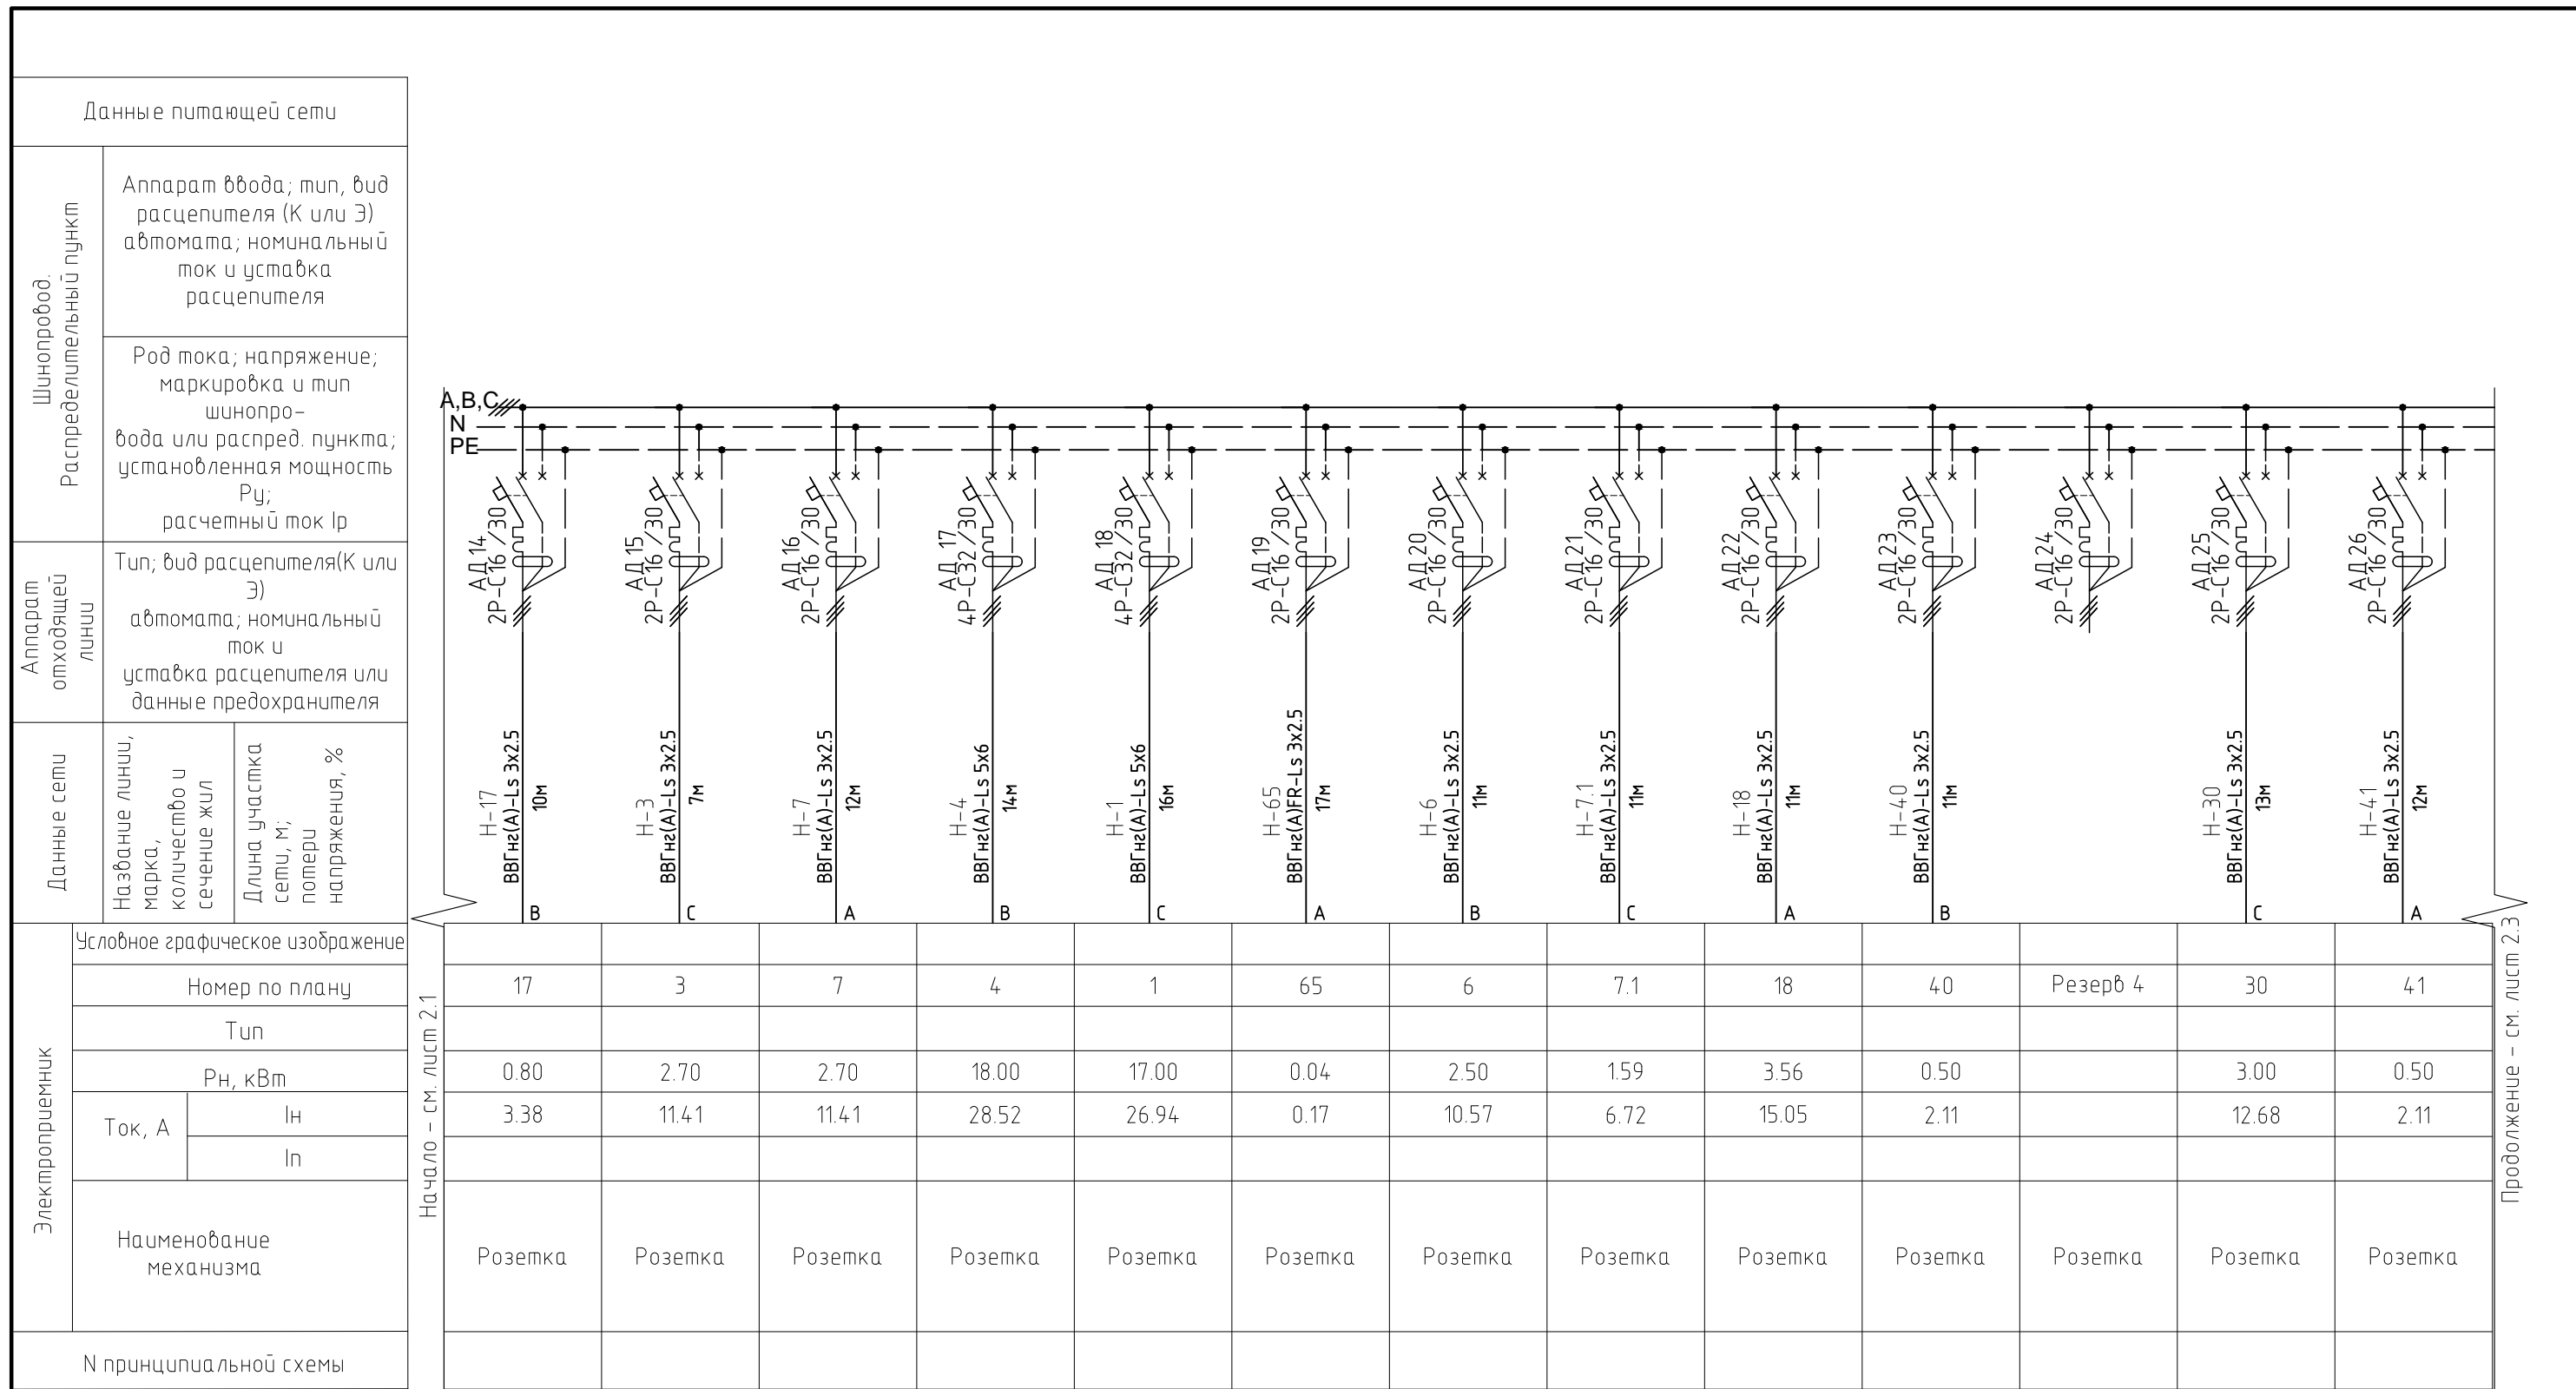 Данные питающей сети
Шинопровод.
Распределительный пункт
Аппарат ввода; тип, вид
расцепителя (К или Э)
автомата; номинальный
ток и уставка
расцепителя
Род тока; напряжение;
маркировка и тип
шинопро-
вода или распред. пункта;
установленная мощность
Ру;
расчетный ток Iр
Аппарат
отходящей
линии
Тип; вид расцепителя(К или
Э)
автомата; номинальный
ток и
уставка расцепителя или
данные предохранителя
Данные сети
Название линии,
марка,
количество и
сечение жил
Длина участка
сети, м;
потери
напряжения, %
A,B,C
N
PE
АД 14
2P-C16 /30
АД 15
2P-C16 /30
АД 16
2P-C16 /30
АД 17
4P-C32 /30
АД 18
4P-C32 /30
АД 19
2P-C16 /30
АД 20
2P-C16 /30
АД 21
2P-C16 /30
АД 22
2P-C16 /30
АД 23
2P-C16 /30
АД 24
2P-C16 /30
АД 25
2P-C16 /30
АД 26
2P-C16 /30
Н-17
ВВГнг(А)-Ls 3х2.5
10м
В
Н-3
ВВГнг(А)-Ls 3х2.5
7м
С
Н-7
ВВГнг(А)-Ls 3х2.5
12м
А
Н-4
ВВГнг(А)-Ls 5х6
14м
В
Н-1
ВВГнг(А)-Ls 5х6
16м
С
Н-65
ВВГнг(А)FR-Ls 3х2.5
17м
А
Н-6
ВВГнг(А)-Ls 3х2.5
11м
В
Н-7.1
ВВГнг(А)-Ls 3х2.5
11м
С
Н-18
ВВГнг(А)-Ls 3х2.5
11м
А
Н-40
ВВГнг(А)-Ls 3х2.5
11м
В
Н-30
ВВГнг(А)-Ls 3х2.5
13м
С
Н-41
ВВГнг(А)-Ls 3х2.5
12м
А
Электроприемник
Условное графическое изображение
Номер по плану 17 3 7 4 1 65 6 7.1 18 40 Резерв 4 30 41
Тип
Рн, кВт 0.80 2.70 2.70 18.00 17.00 0.04 2.50 1.59 3.56 0.50 3.00 0.50
Ток, А
Iн 3.38 11.41 11.41 28.52 26.94 0.17 10.57 6.72 15.05 2.11 12.68 2.11
Iп
Наименование
механизма
Розетка Розетка Розетка Розетка Розетка Розетка Розетка Розетка Розетка Розетка Розетка Розетка Розетка
N принципиальной схемы
Начало - см. лист 2.1
Продолжение - см. лист 2.3